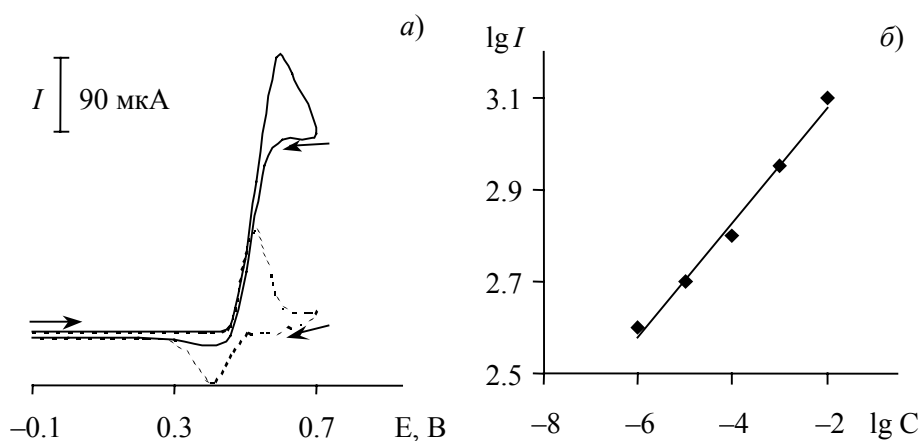 а)
I 90 мкА
–0.1 0.3 0.7 E, В
lg I б)
3.1
2.9
2.7
2.5
–8 –6 –4 –2 lg C